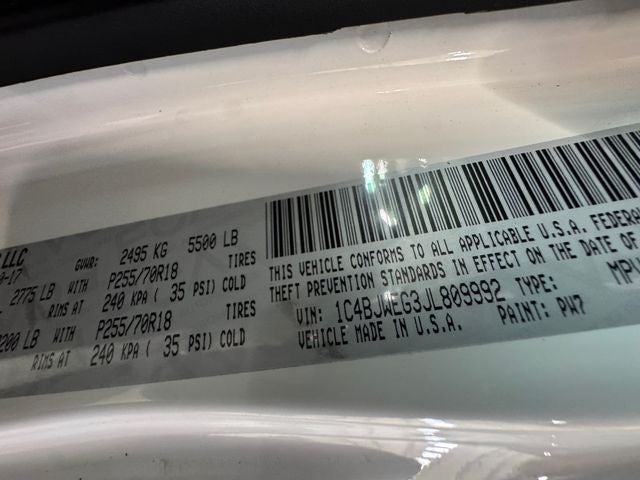 LLC
-17 GVWR: 2495 KG 5500 LB
2775 LB WITH P255/70R18 TIRES
RIMS AT 240 KPA ( 35 PSI) COLD
200 LB WITH P255/70R18 TIRES
RIMS AT 240 KPA ( 35 PSI) COLD
THIS VEHICLE CONFORMS TO ALL APPLICABLE U.S.A. FEDERA
THEFT PREVENTION STANDARDS IN EFFECT ON THE DATE OF
VIN: 1C4BJWEG3JL809992 TYPE: MPV
VEHICLE MADE IN U.S.A. PAINT: PW7